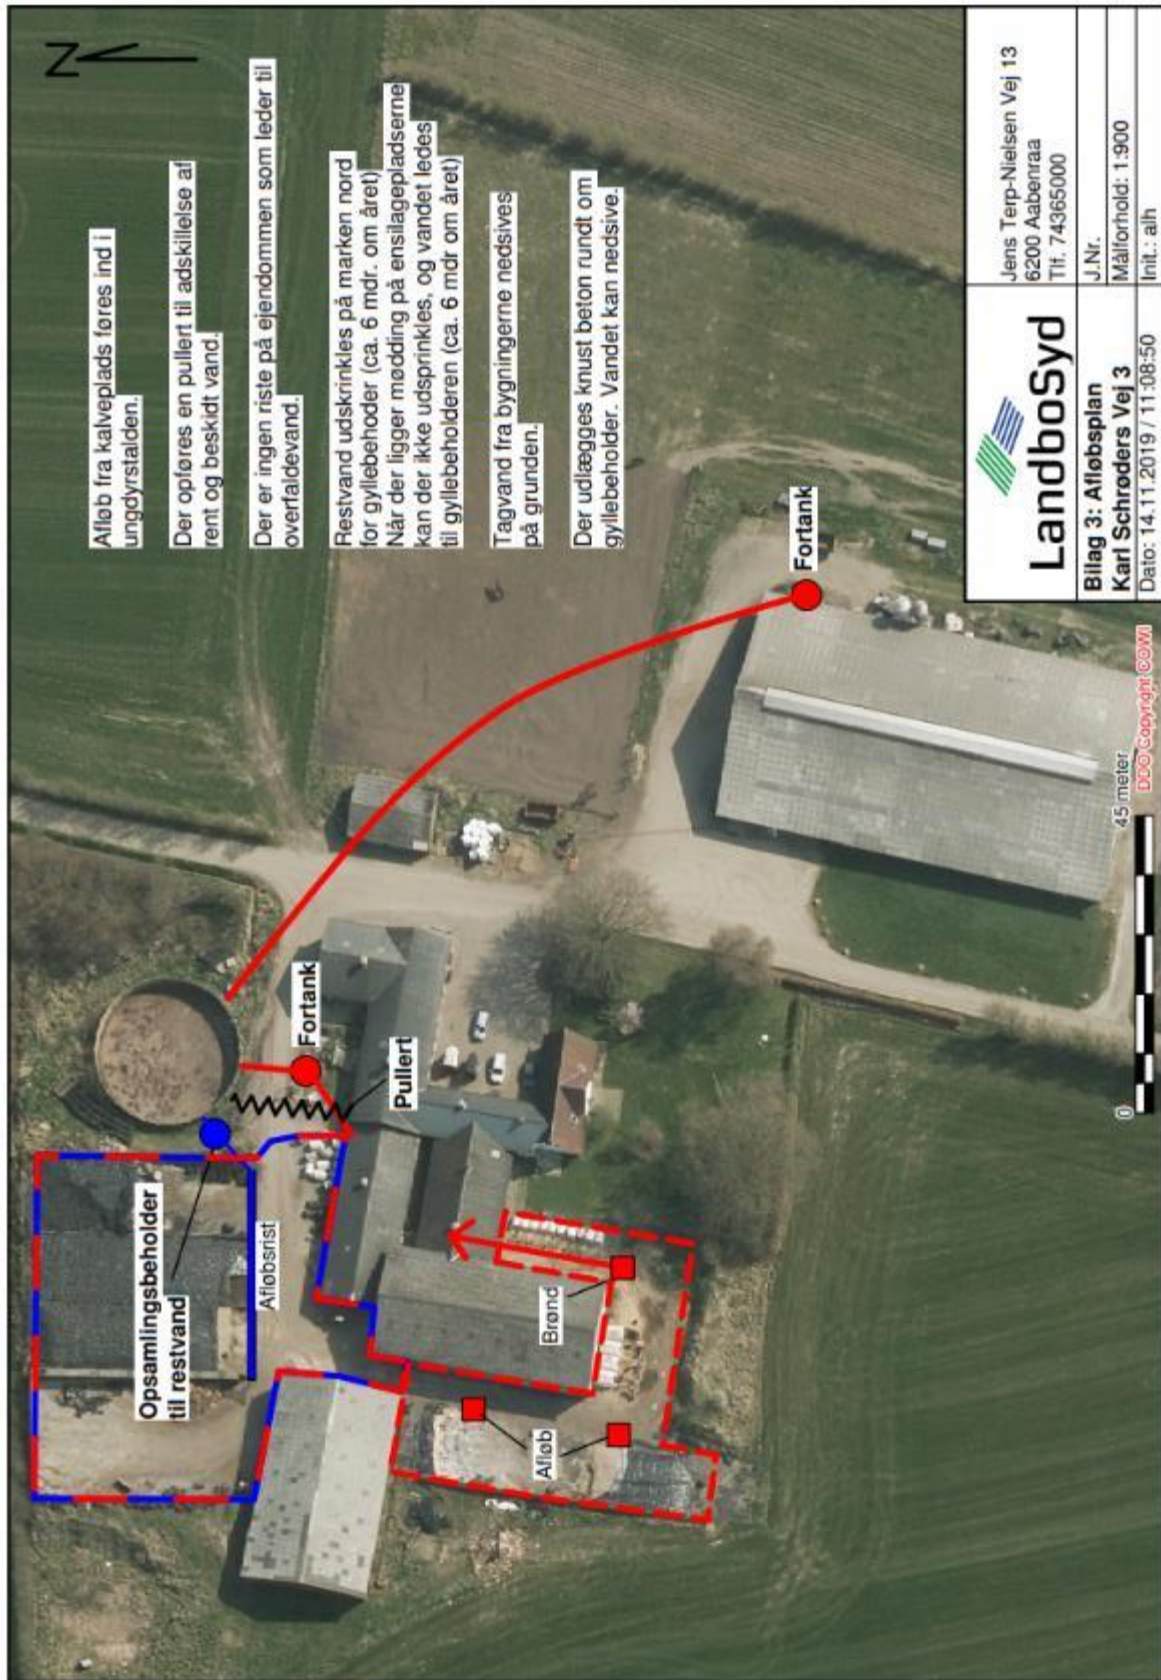 N
Afløb fra kalveplads føres ind i
ungdyrstalden.
Der opføres en pullert til adskillelse af
rent og beskidt vand.
Der er ingen riste på ejendommen som leder til
overfaldevand.
Restvand udskrinkles på marken nord
for gyllebehoder (ca. 6 mdr. om året)
Når der ligger mødding på ensilagepladserne
kan der ikke udsprinkles, og vandet ledes
til gyllebeholderen (ca. 6 mdr om året)
Tagvand fra bygningerne nedsives
på grunden.
Der udlægges knust beton rundt om
gyllebeholder. Vandet kan nedsive.
Opsamlingsbeholder
til restvand
Afløbsrist
Fortank
Pullert
Brønd
Afløb
Fortank
0
45 meter
DDO Copyright COWI
LandboSyd
Jens Terp-Nielsen Vej 13
6200 Aabenraa
Tlf. 74365000
Bilag 3: Afløbsplan
Karl Schrøders Vej 3
J.Nr.
Målforhold: 1:900
Dato: 14.11.2019 / 11:08:50
Init.: alh